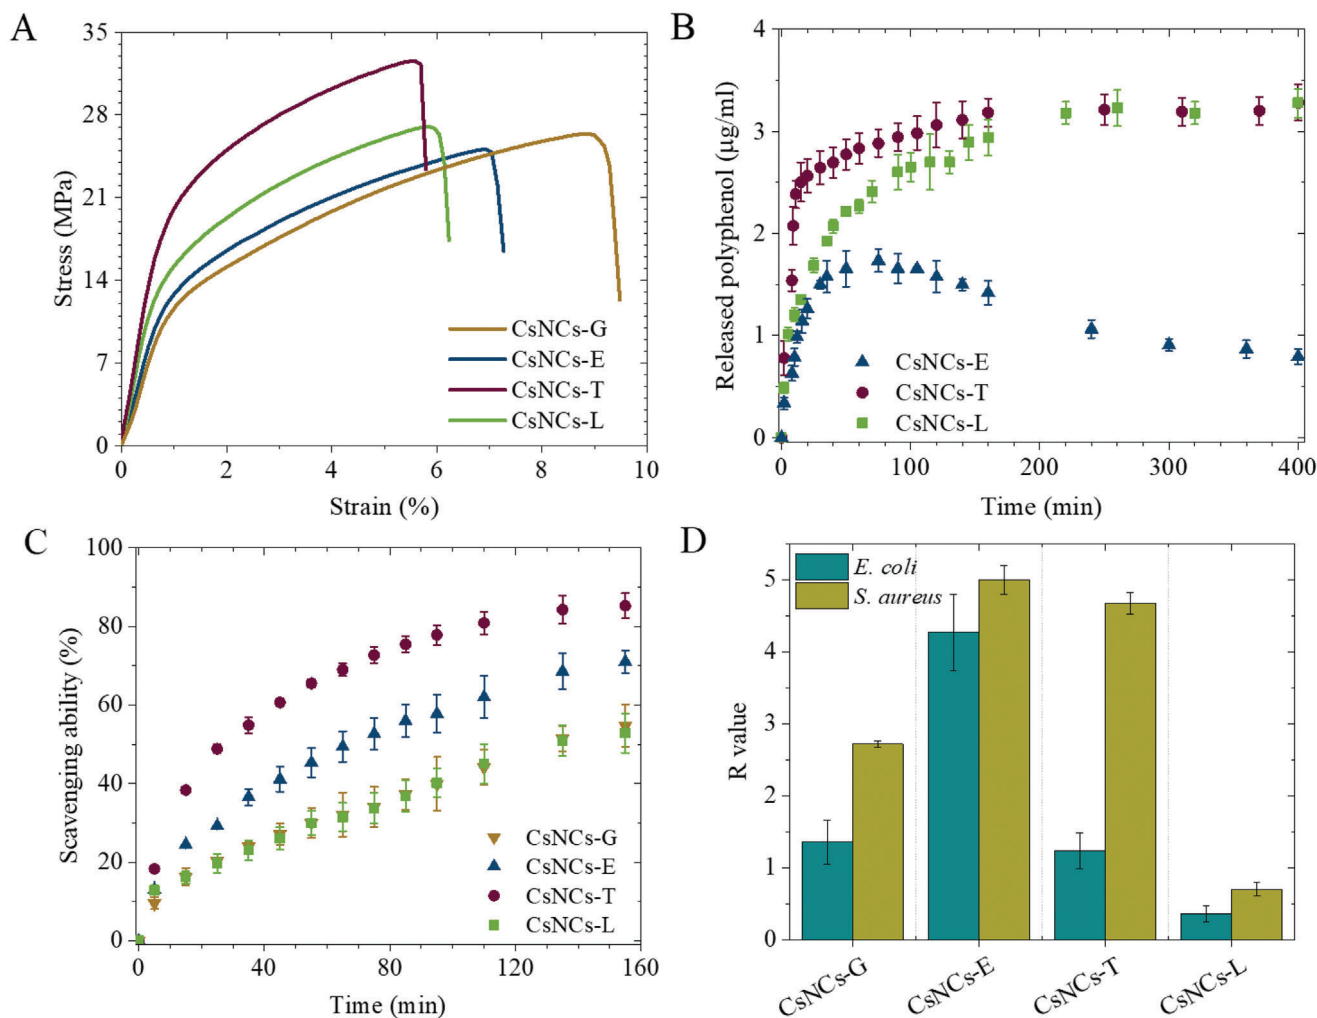 A
Stress (MPa)
35
28
21
14
7
0
CsNCs-G
CsNCs-E
CsNCs-T
CsNCs-L
0 2 4 6 8 10
Strain (%)
B
Released polyphenol (µg/ml)
4
3
2
1
0
CsNCs-E
CsNCs-T
CsNCs-L
0 100 200 300 400
Time (min)
C
Scavenging ability (%)
100
80
60
40
20
0
CsNCs-G
CsNCs-E
CsNCs-T
CsNCs-L
0 40 80 120 160
Time (min)
D
R value
E. coli
S. aureus
5
4
3
2
1
0
CsNCs-G
CsNCs-E
CsNCs-T
CsNCs-L